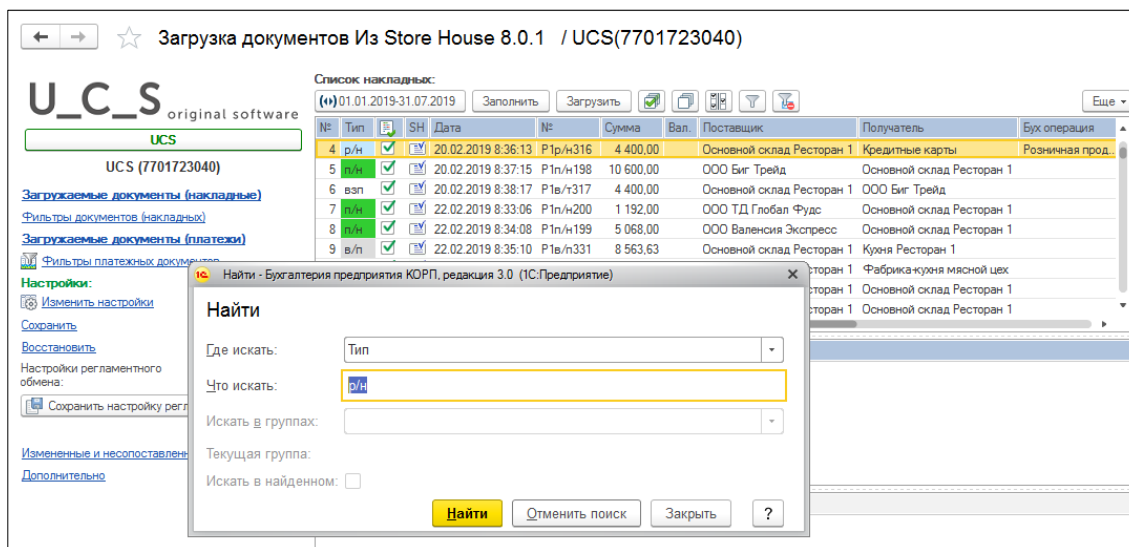 Загрузка документов Из Store House 8.0.1 / UCS(7701723040)
U_C_S original software
UCS
UCS (7701723040)
Загружаемые документы (накладные)
Фильтры документов (накладных)
Загружаемые документы (платежи)
Фильтры платежных документов
Настройки:
Изменить настройки
Сохранить
Восстановить
Настройки регламентного
обмена:
Сохранить настройку регл
Измененные и несопоставленн
Дополнительно
Список накладных:
01.01.2019-31.07.2019 Заполнить Загрузить Еще
№ Тип SH Дата № Сумма Вал. Поставщик Получатель Бух операция
4 р/н 20.02.2019 8:36:13 Р1р/н316 4 400,00 Основной склад Ресторан 1 Кредитные карты Розничная прод..
5 п/н 20.02.2019 8:37:15 Р1п/н198 10 600,00 ООО Биг Трейд Основной склад Ресторан 1
6 взп 20.02.2019 8:38:17 Р1в/т317 4 400,00 Основной склад Ресторан 1 ООО Биг Трейд
7 п/н 22.02.2019 8:33:06 Р1п/н200 1 192,00 ООО ТД Глобал Фудс Основной склад Ресторан 1
8 п/н 22.02.2019 8:34:08 Р1п/н199 5 068,00 ООО Валенсия Экспресс Основной склад Ресторан 1
9 в/п 22.02.2019 8:35:10 Р1в/п331 8 563,63 Основной склад Ресторан 1 Кухня Ресторан 1
сторан 1 Фабрика-кухня мясной цех
сторан 1 Основной склад Ресторан 1
сторан 1 Основной склад Ресторан 1
Найти - Бухгалтерия предприятия КОРП, редакция 3.0 (1С:Предприятие)
Найти
Где искать: Тип
Что искать: р/н
Искать в группах:
Текущая группа:
Искать в найденном:
Найти Отменить поиск Закрыть ?